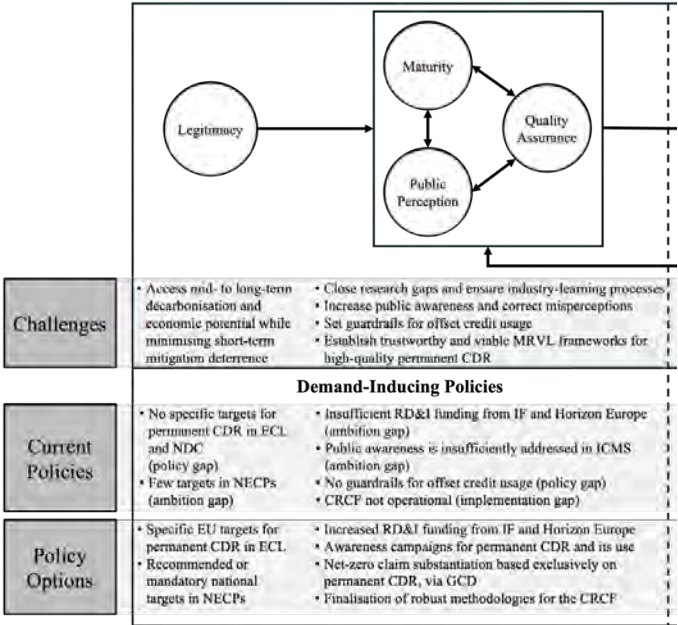 Maturity
Legitimacy
Quality
Assurance
Public
Perception
Challenges
• Access mid- to long-term
decarbonisation and
economic potential while
minimising short-term
mitigation deterrence
• Close research gaps and ensure industry-learning processes
• Increase public awareness and correct misperceptions
• Set guardrails for offset credit usage
• Establish trustworthy and viable MRVL frameworks for
high-quality permanent CDR
Demand-Inducing Policies
Current
Policies
• No specific targets for
permanent CDR in ECL
and NDC
(policy gap)
• Few targets in NECPs
(ambition gap)
• Insufficient RD&I funding from IF and Horizon Europe
(ambition gap)
• Public awareness is insufficiently addressed in ICMS
(ambition gap)
• No guardrails for offset credit usage (policy gap)
• CRCF not operational (implementation gap)
Policy
Options
• Specific EU targets for
permanent CDR in ECL
• Recommended or
mandatory national
targets in NECPs
• Increased RD&I funding from IF and Horizon Europe
• Awareness campaigns for permanent CDR and its use
• Net-zero claim substantiation based exclusively on
permanent CDR, via GCD
• Finalisation of robust methodologies for the CRCF